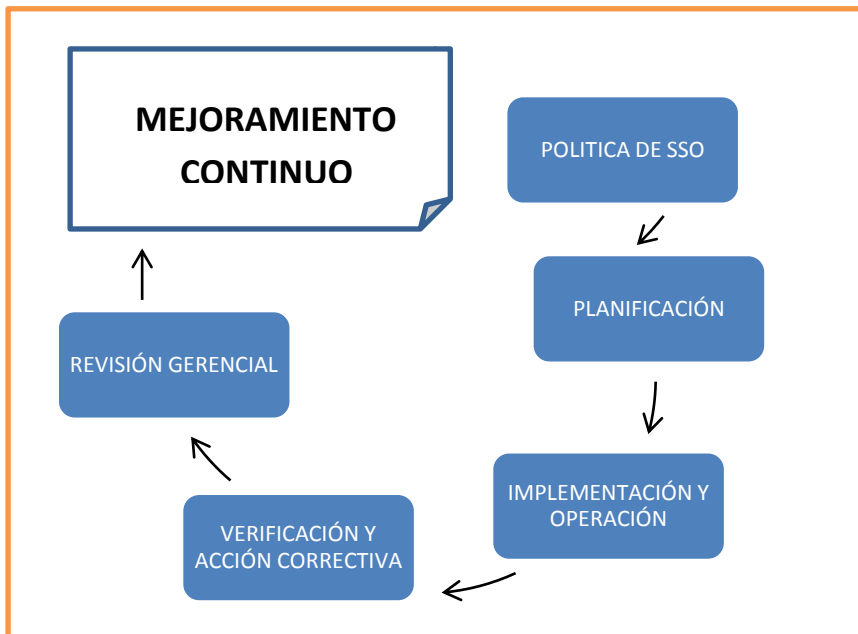 MEJORAMIENTO
CONTINUO
POLITICA DE SSO
PLANIFICACIÓN
IMPLEMENTACIÓN Y
OPERACIÓN
VERIFICACIÓN Y
ACCIÓN CORRECTIVA
REVISIÓN GERENCIAL